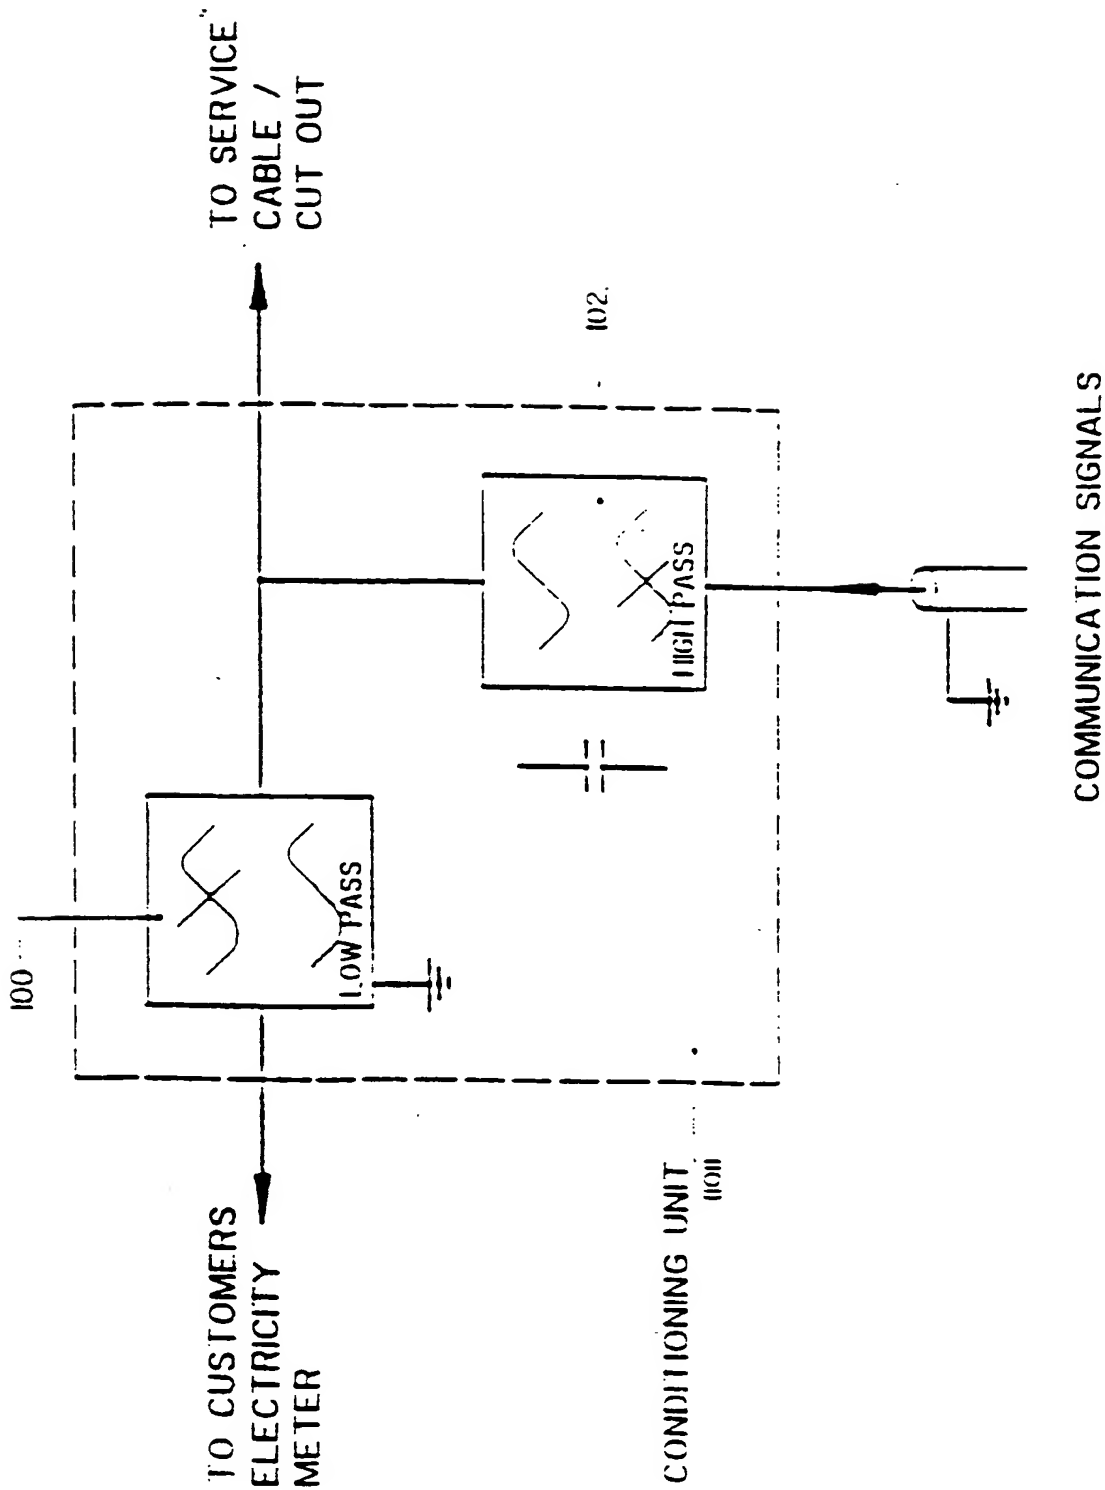 100
TO SERVICE
CABLE /
CUT OUT
LOW PASS
102.
HIGH PASS
TO CUSTOMERS
ELECTRICITY
METER
CONDITIONING UNIT
COMMUNICATION SIGNALS